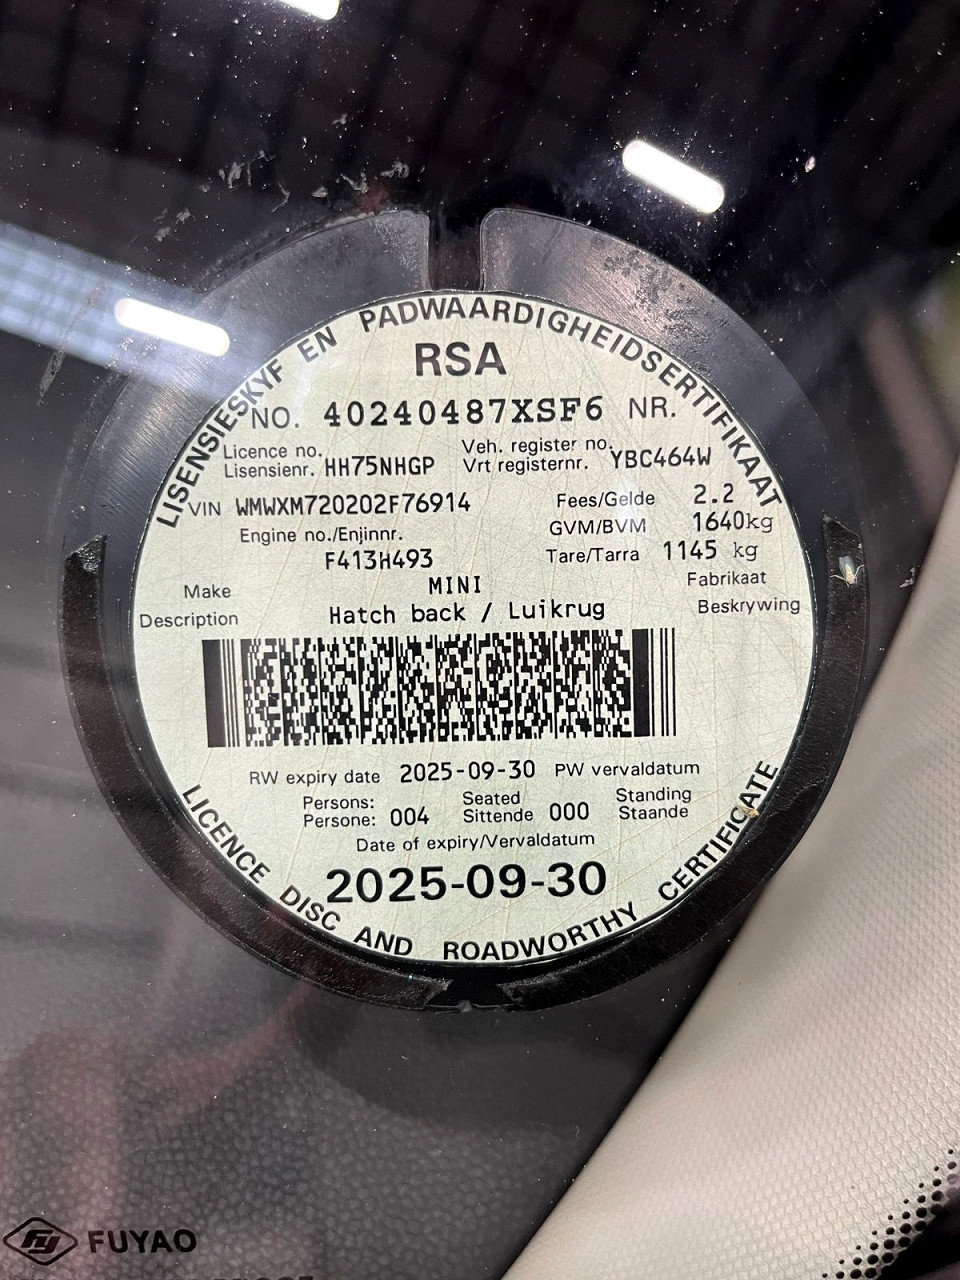 LISENSIESKYF EN PADWAARDIGHEIDSERTIFIKAAT
RSA
NO. 40240487XSF6 NR.
Licence no. Veh. register no.
Lisensienr. HH75NHGP Vrt registernr. YBC464W
VIN WMWXM720202F76914 Fees/Gelde 2.2
Engine no./Enjinnr. GVM/BVM 1640kg
F413H493 Tare/Tarra 1145 kg
Make MINI Fabrikaat
Description Hatch back / Luikrug Beskrywing
RW expiry date 2025-09-30 PW vervaldatum
Persons: Seated Standing
Persone: 004 Sittende 000 Staande
Date of expiry/Vervaldatum
2025-09-30
LICENCE DISC AND ROADWORTHY CERTIFICATE
FUYAO